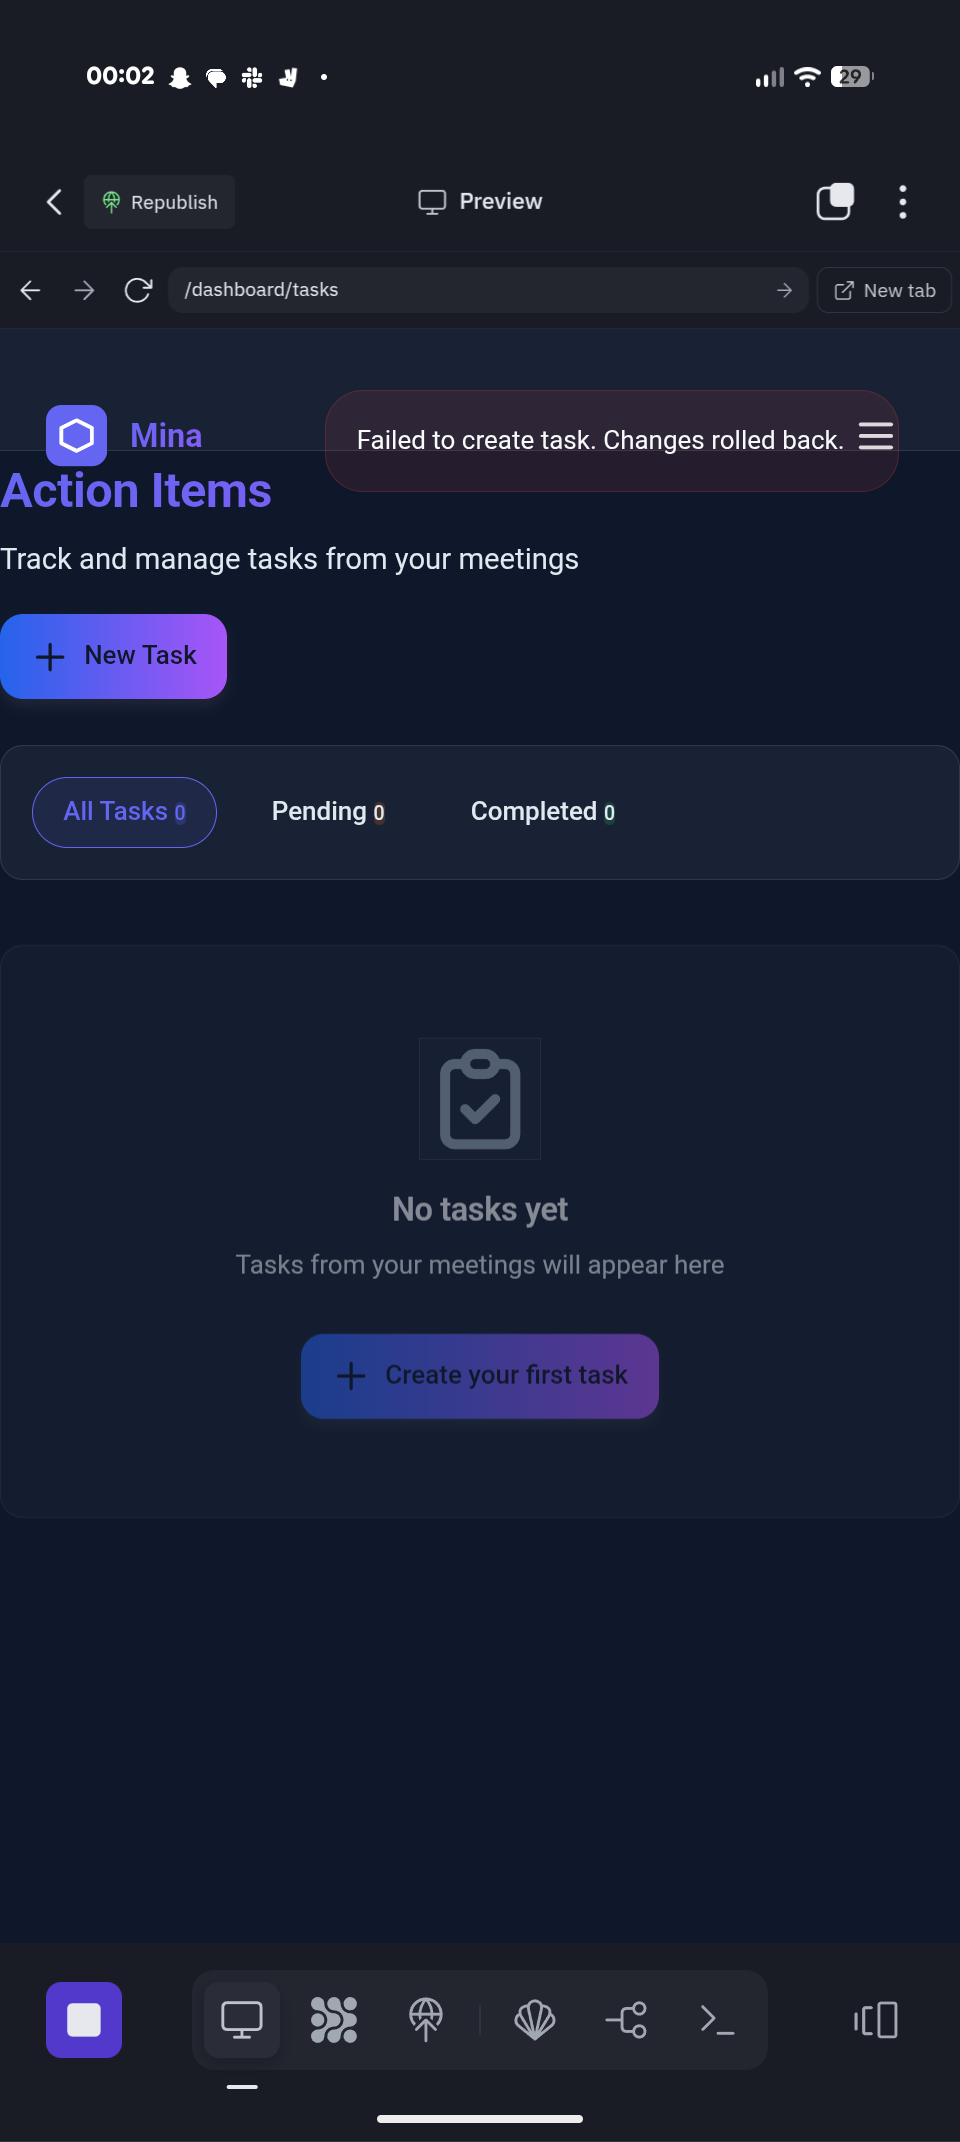 00:02
29
Republish
Preview
/dashboard/tasks
New tab
Mina
Failed to create task. Changes rolled back.
Action Items
Track and manage tasks from your meetings
New Task
All Tasks 0
Pending 0
Completed 0
No tasks yet
Tasks from your meetings will appear here
Create your first task